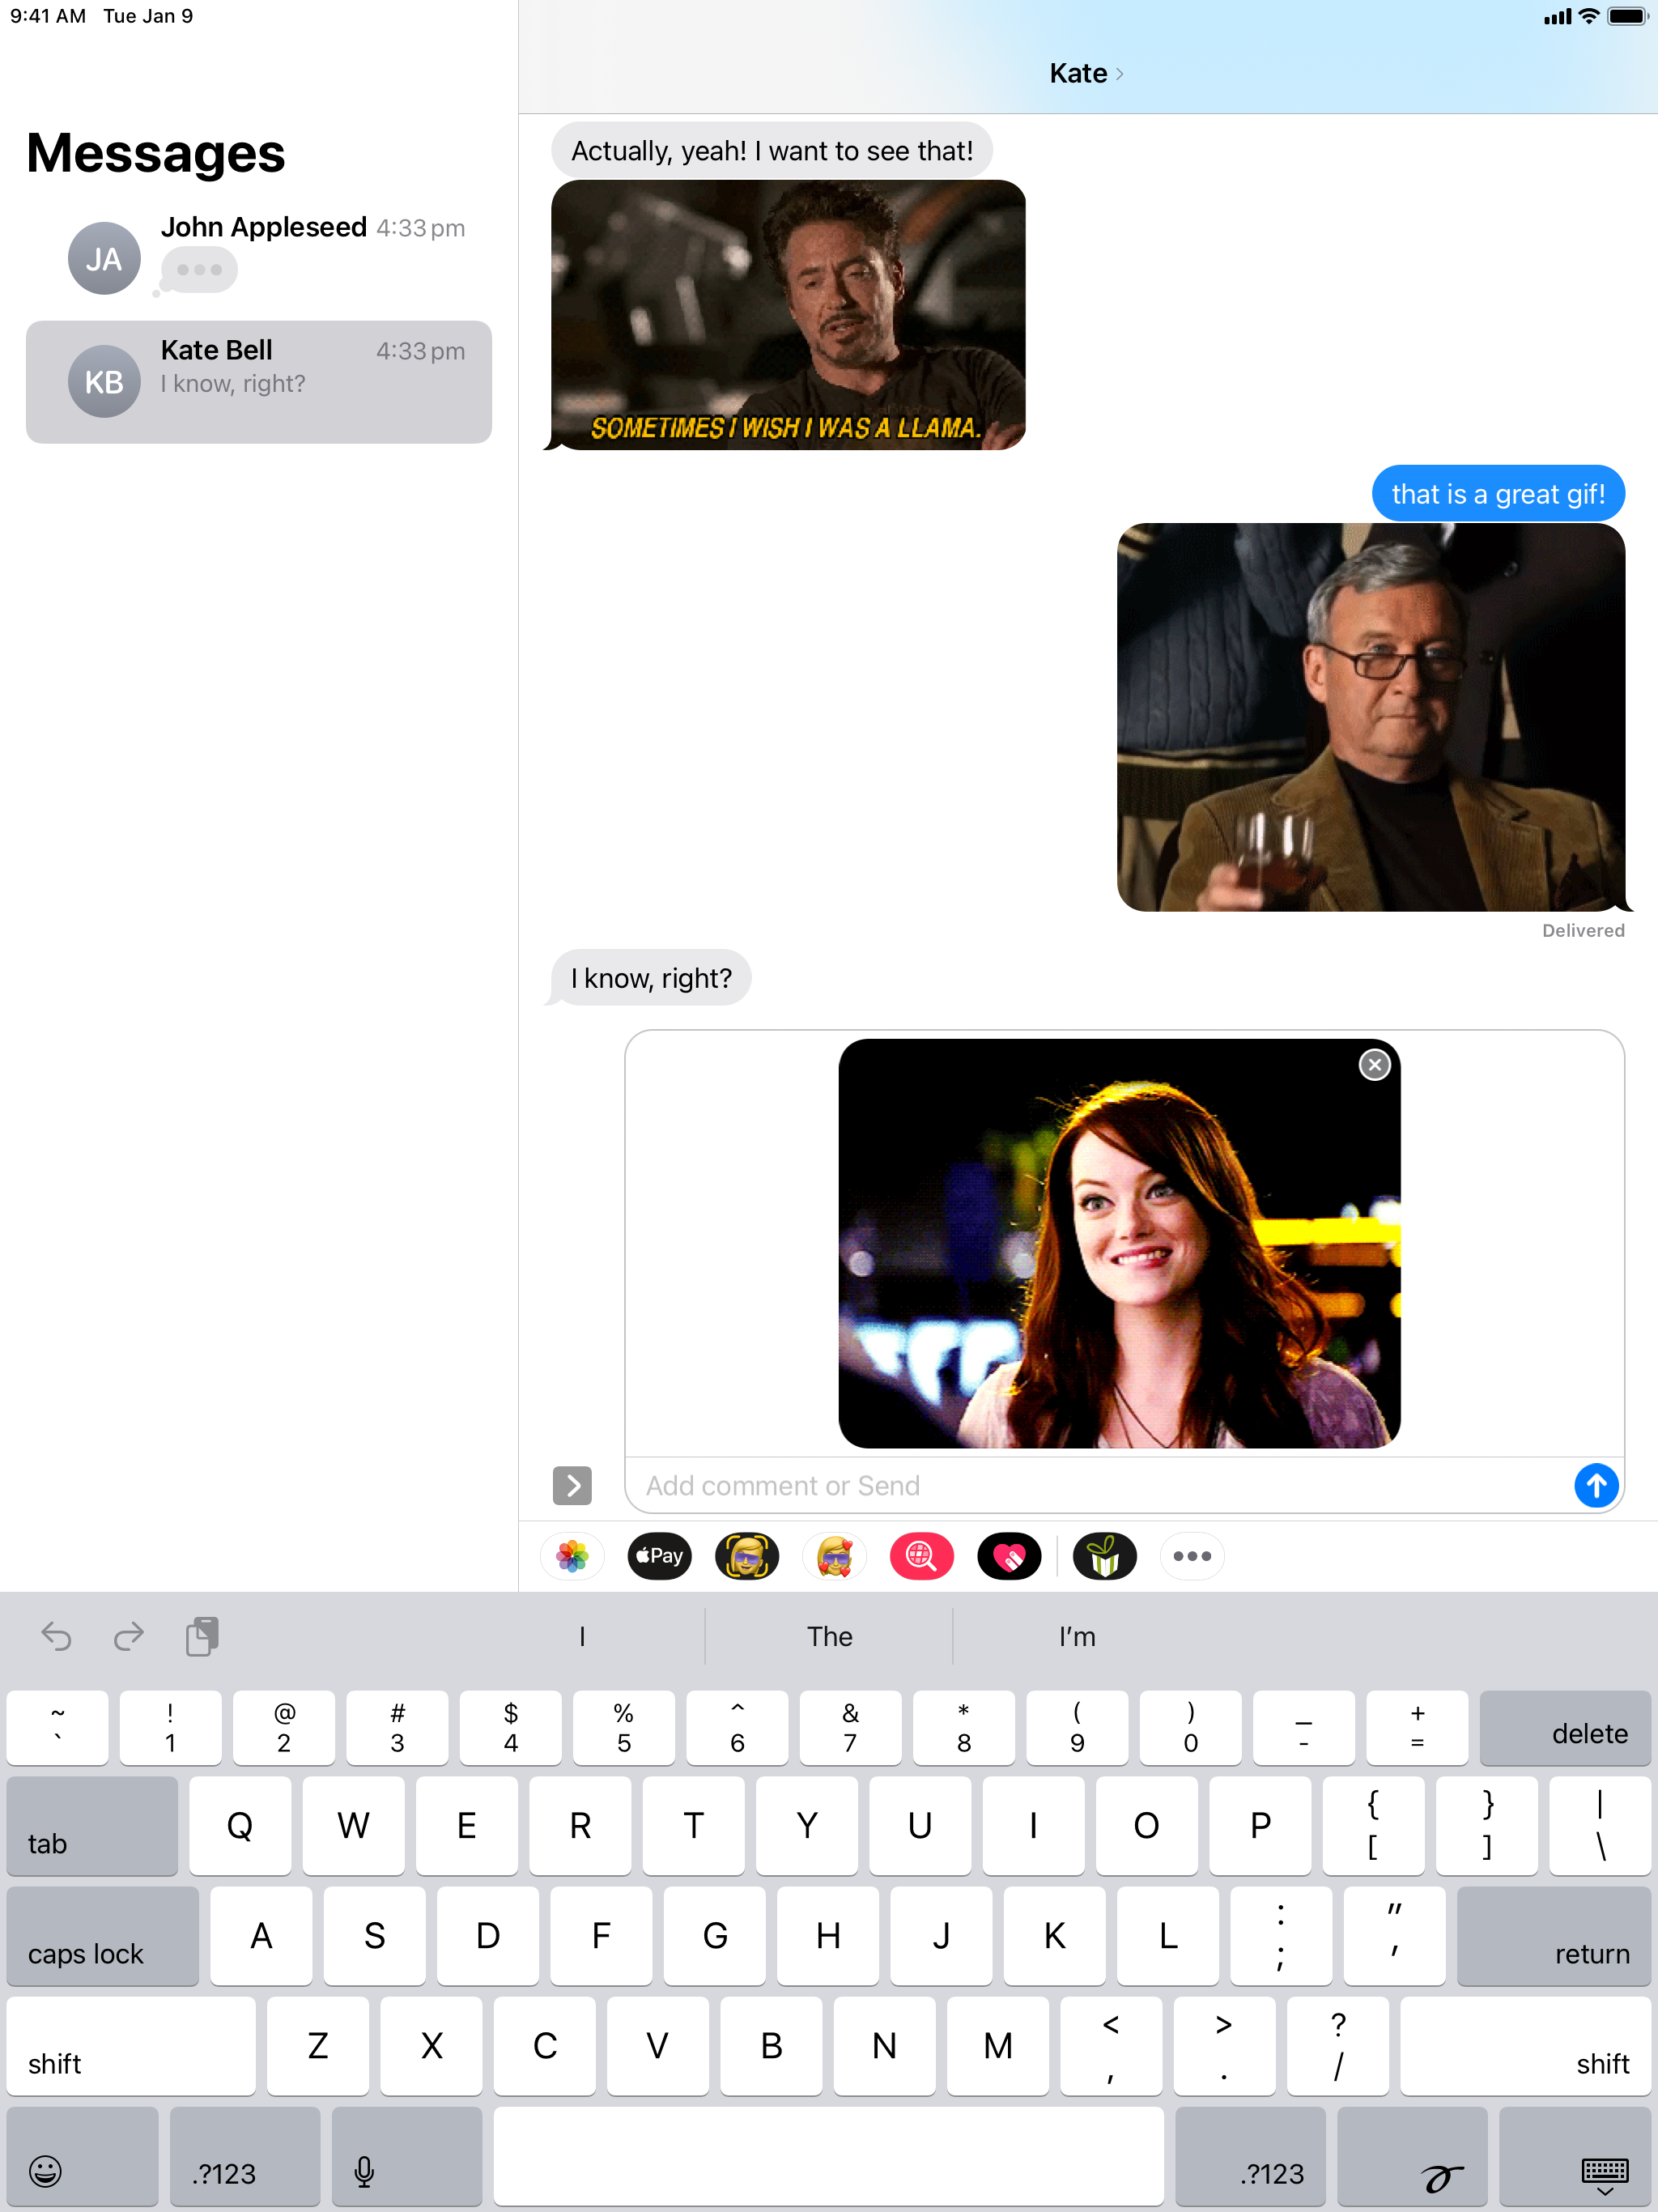 9:41 AM Tue Jan 9
Messages
JA
John Appleseed 4:33 pm
KB
Kate Bell 4:33 pm
I know, right?
Kate
Actually, yeah! I want to see that!
SOMETIMES I WISH I WAS A LLAMA.
that is a great gif!
Delivered
I know, right?
Add comment or Send
Pay
I The I’m
~ ! @ # $ % ^ & * ( ) _ +
` 1 2 3 4 5 6 7 8 9 0 - = delete
tab Q W E R T Y U I O P { [ } ] | \
caps lock A S D F G H J K L : ; " ' return
shift Z X C V B N M < , > . ? / shift
.?123 .?123